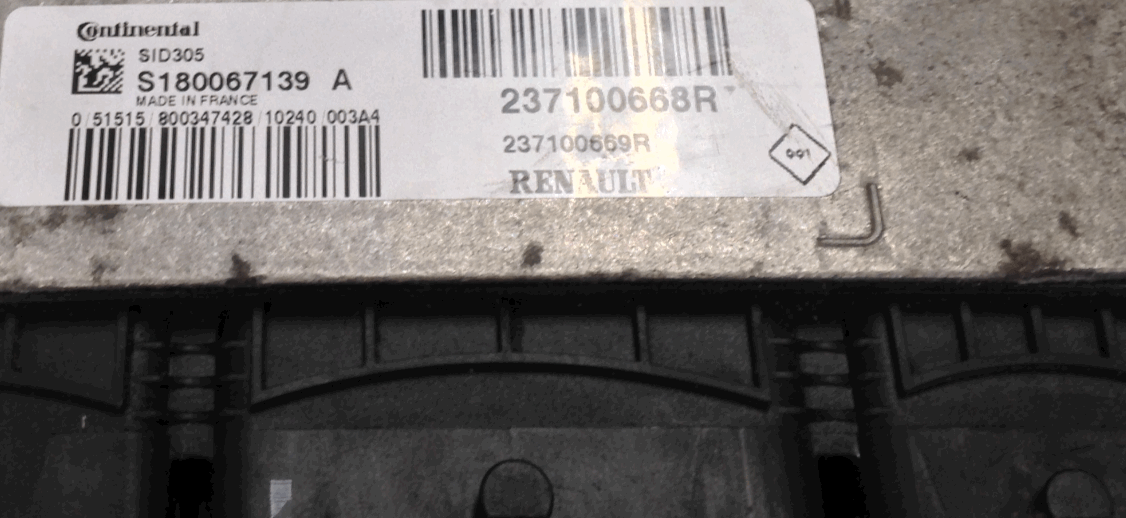 Continental
SID305
S180067139 A
MADE IN FRANCE
0 51515 800347428 10240 003A4
237100668R
237100669R
RENAULT
001